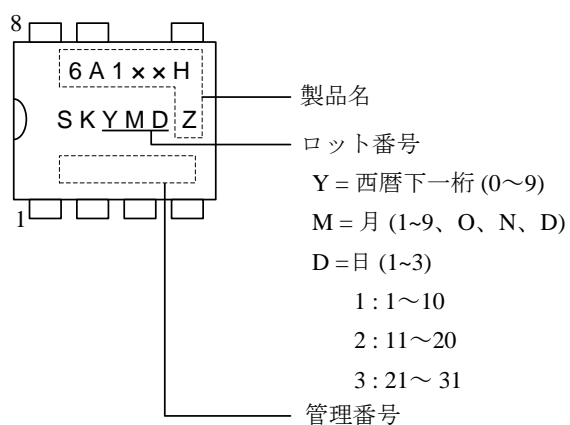 8
6A1××H
SKYMD Z
1
製品名
ロット番号
Y = 西暦下一桁 (0～9)
M = 月 (1~9、O、N、D)
D =日 (1~3)
1 : 1～10
2 : 11～20
3 : 21～ 31
管理番号